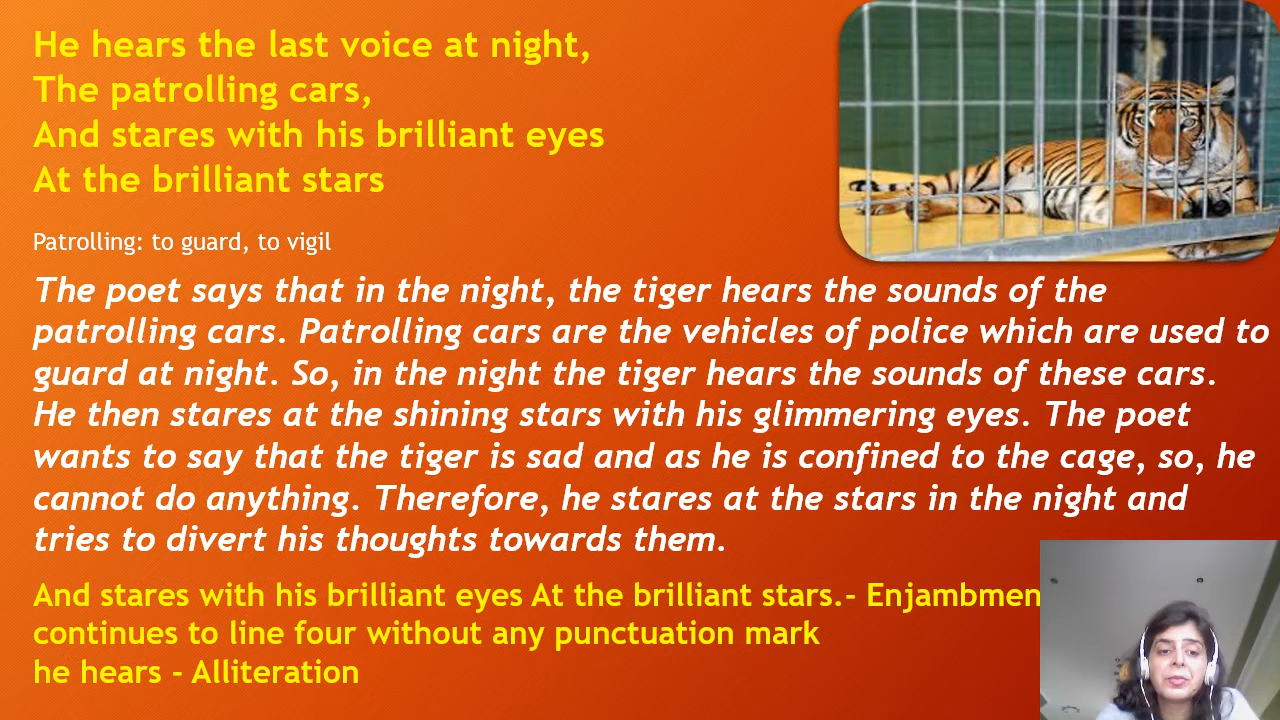 He hears the last voice at night,
The patrolling cars,
And stares with his brilliant eyes
At the brilliant stars
Patrolling: to guard, to vigil
The poet says that in the night, the tiger hears the sounds of the
patrolling cars. Patrolling cars are the vehicles of police which are used to
guard at night. So, in the night the tiger hears the sounds of these cars.
He then stares at the shining stars with his glimmering eyes. The poet
wants to say that the tiger is sad and as he is confined to the cage, so, he
cannot do anything. Therefore, he stares at the stars in the night and
tries to divert his thoughts towards them.
And stares with his brilliant eyes At the brilliant stars.- Enjambmen
continues to line four without any punctuation mark
he hears - Alliteration